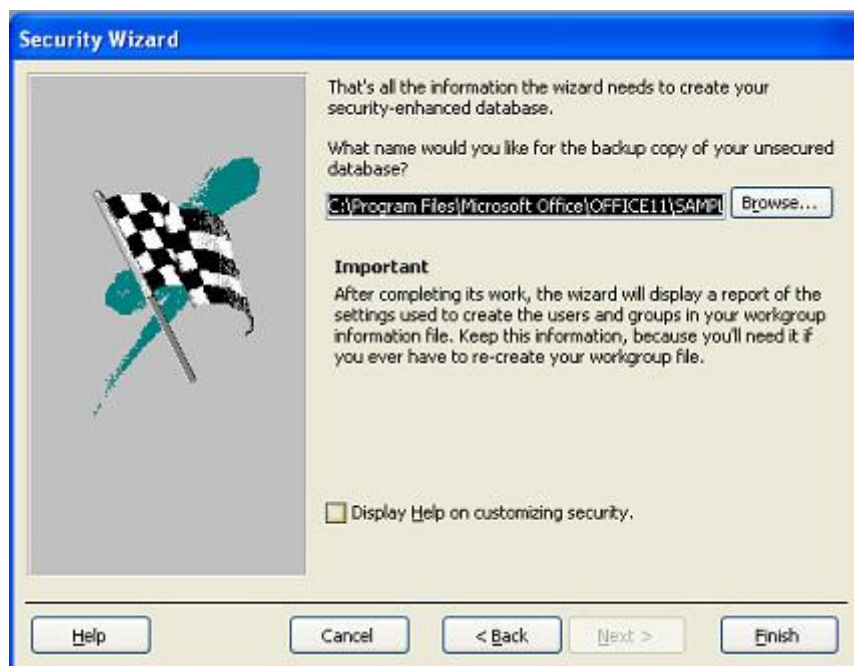 Security Wizard
That's all the information the wizard needs to create your
security-enhanced database.
What name would you like for the backup copy of your unsecured
database?
C:\Program Files\Microsoft Office\OFFICE11\SAMPL
Browse...
Important
After completing its work, the wizard will display a report of the
settings used to create the users and groups in your workgroup
information file. Keep this information, because you'll need it if
you ever have to re-create your workgroup file.
Display Help on customizing security.
Help
Cancel
< Back
Next >
Finish